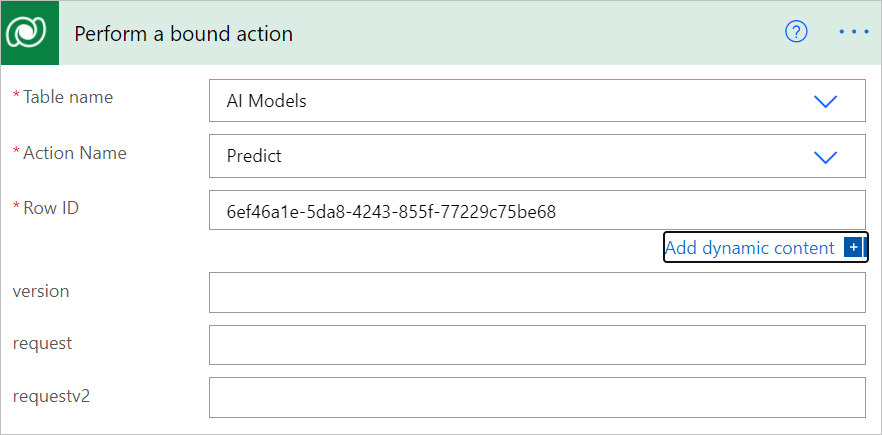 Perform a bound action
?
* Table name
AI Models
* Action Name
Predict
* Row ID
6ef46a1e-5da8-4243-855f-77229c75be68
Add dynamic content +
version
request
requestv2